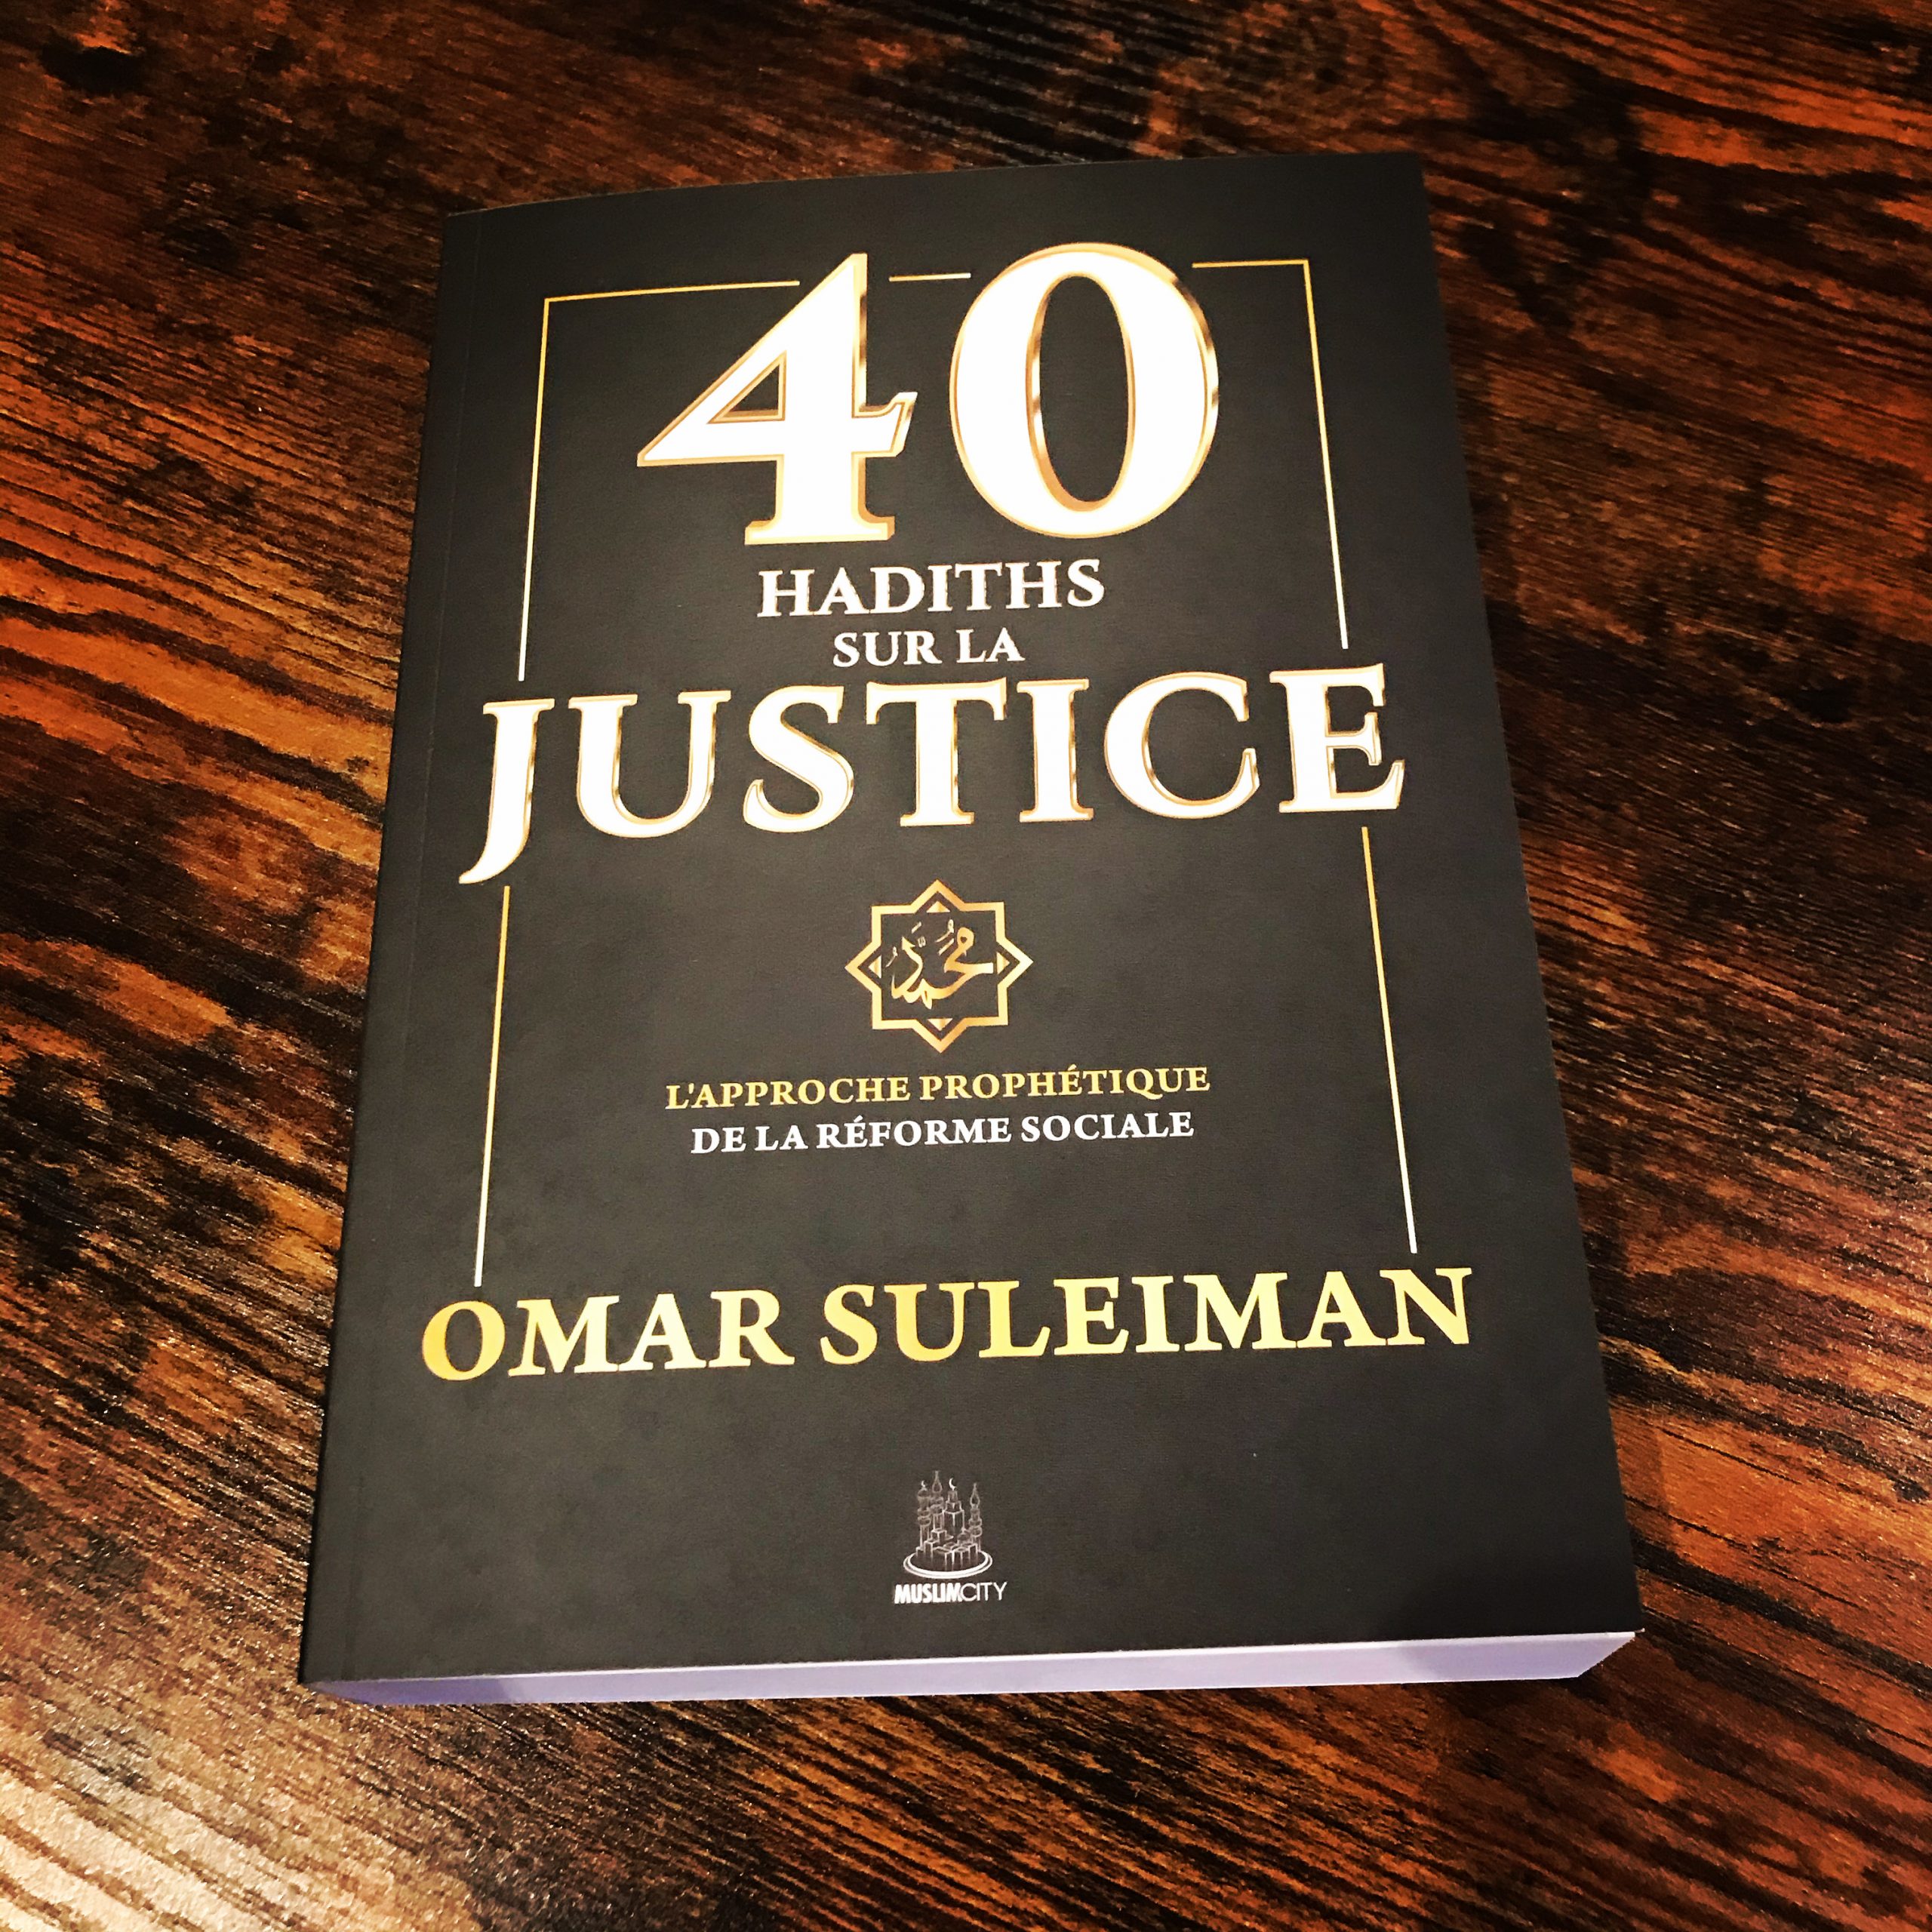 40
HADITHS
SUR LA
JUSTICE
محمد
L'APPROCHE PROPHÉTIQUE
DE LA RÉFORME SOCIALE
OMAR SULEIMAN
MUSLIMCITY